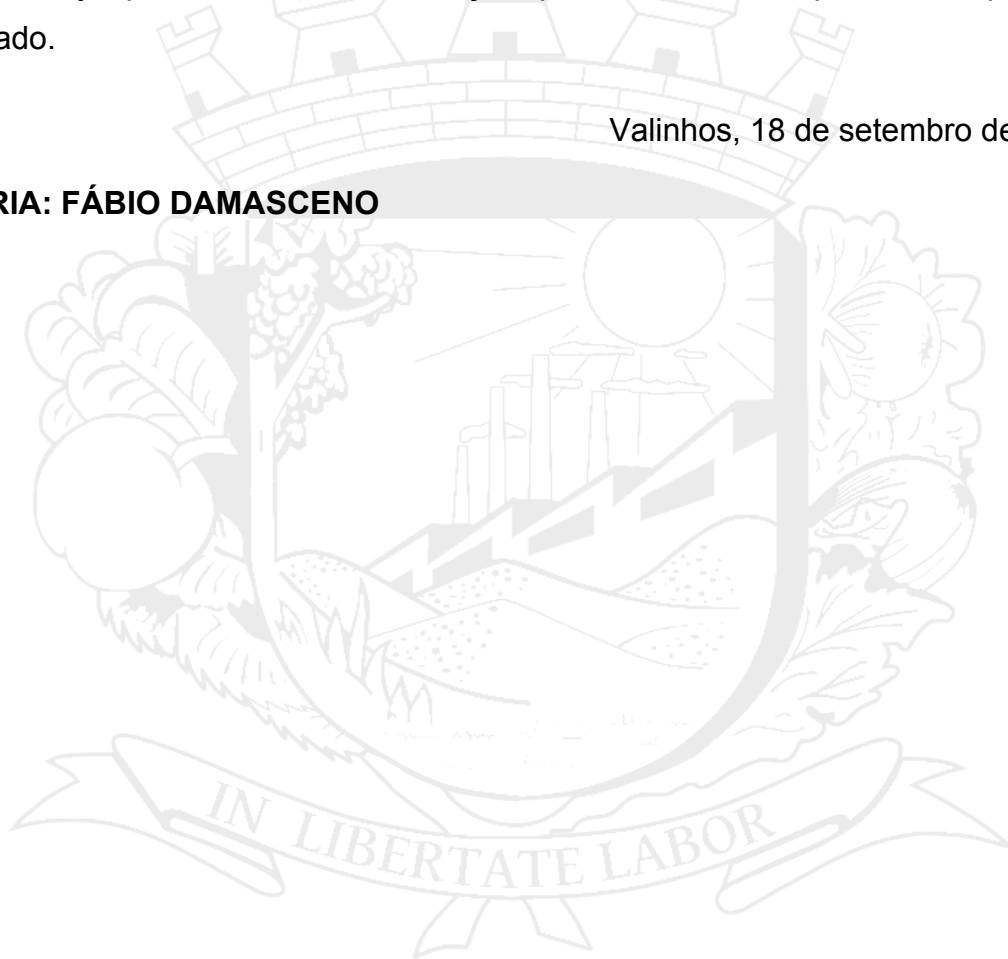 ado.
Valinhos, 18 de setembro de
RIA: FÁBIO DAMASCENO
IN LIBERTATE LABOR